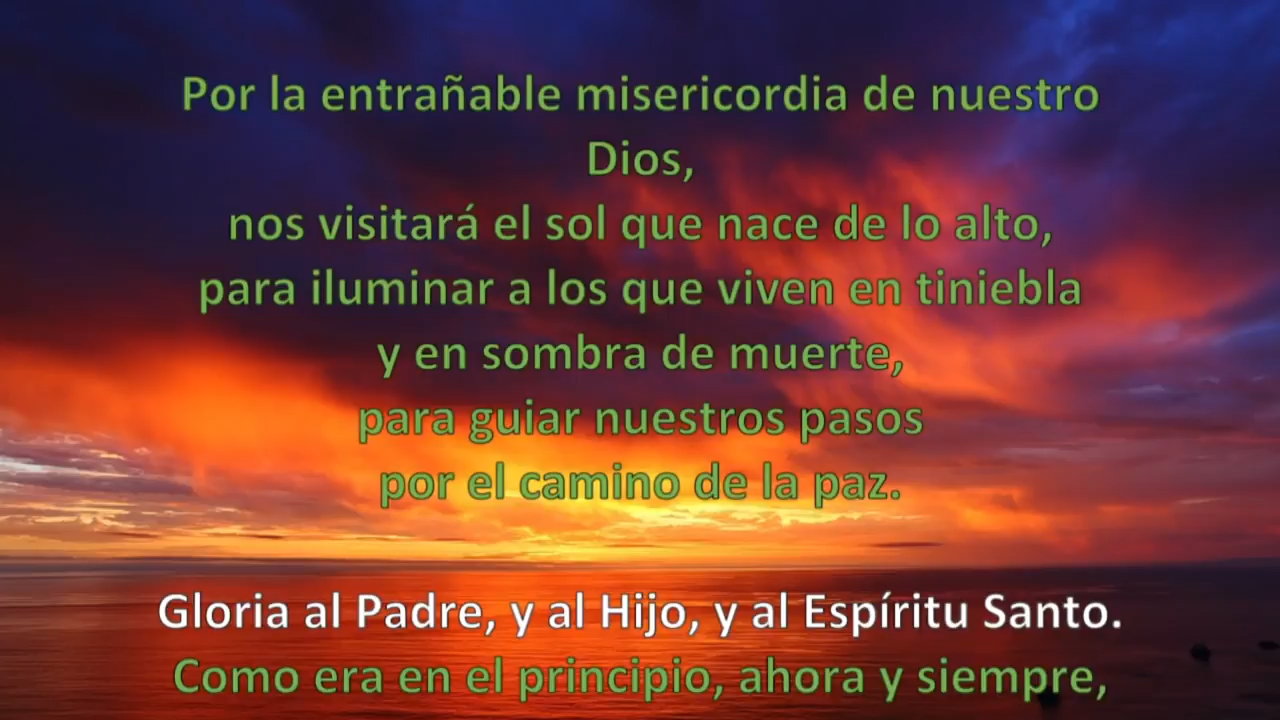 Por la entrañable misericordia de nuestro
Dios,
nos visitará el sol que nace de lo alto,
para iluminar a los que viven en tiniebla
y en sombra de muerte,
para guiar nuestros pasos
por el camino de la paz.
Gloria al Padre, y al Hijo, y al Espíritu Santo.
Como era en el principio, ahora y siempre,